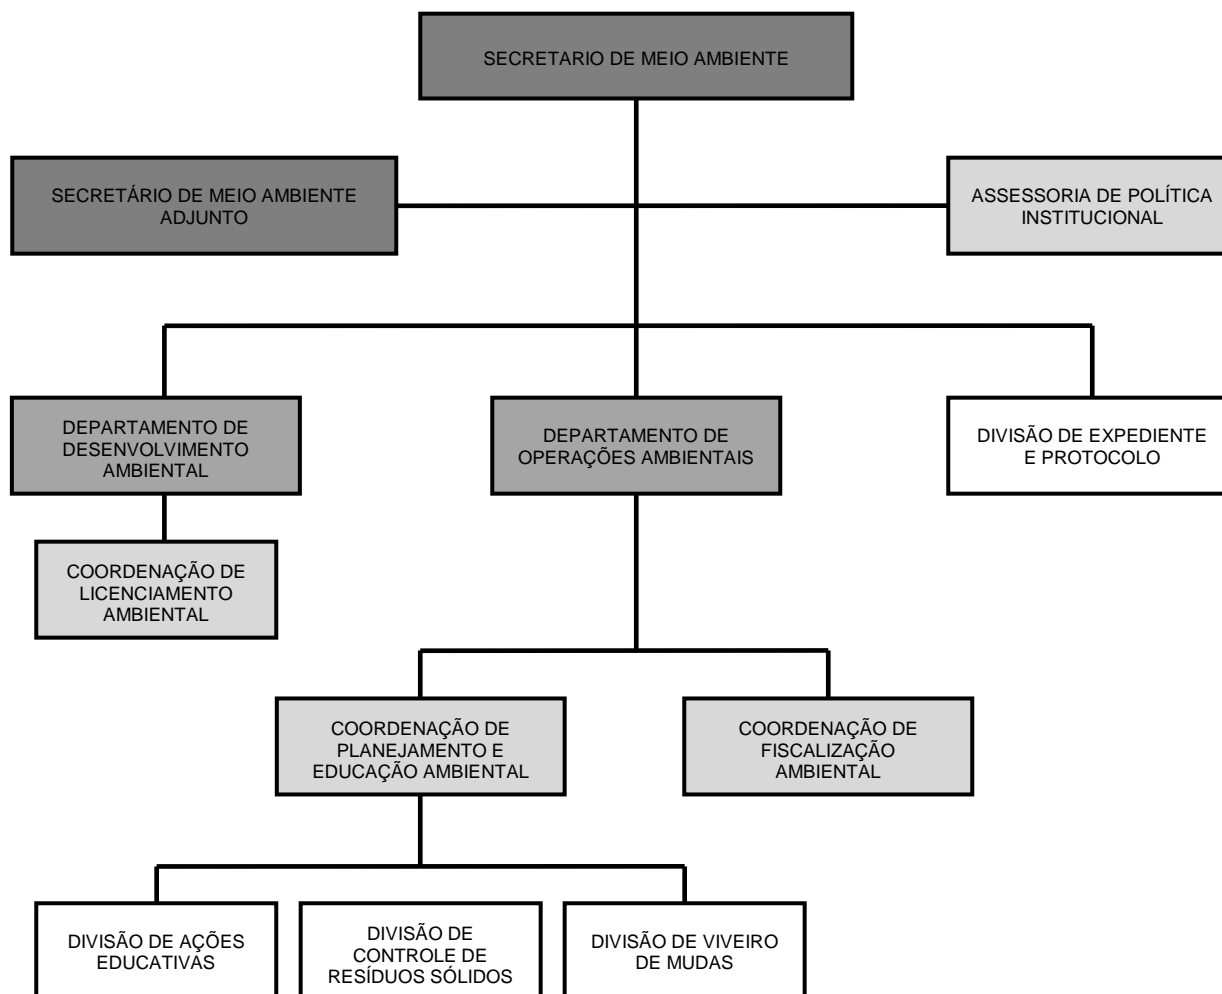 SECRETARIO DE MEIO AMBIENTE
SECRETÁRIO DE MEIO AMBIENTE
ADJUNTO
ASSESSORIA DE POLÍTICA
INSTITUCIONAL
DEPARTAMENTO DE
DESENVOLVIMENTO
AMBIENTAL
DEPARTAMENTO DE
OPERAÇÕES AMBIENTAIS
DIVISÃO DE EXPEDIENTE
E PROTOCOLO
COORDENAÇÃO DE
LICENCIAMENTO
AMBIENTAL
COORDENAÇÃO DE
PLANEJAMENTO E
EDUCAÇÃO AMBIENTAL
COORDENAÇÃO DE
FISCALIZAÇÃO
AMBIENTAL
DIVISÃO DE AÇÕES
EDUCATIVAS
DIVISÃO DE
CONTROLE DE
RESÍDUOS SÓLIDOS
DIVISÃO DE VIVEIRO
DE MUDAS